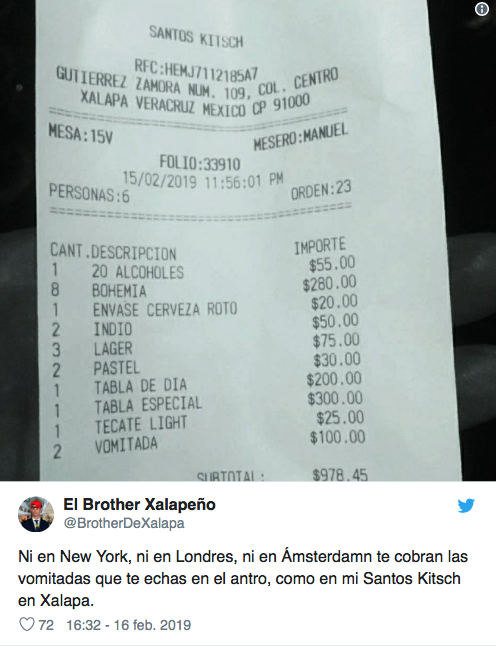 SANTOS KITSCH
RFC:HEMJ7112185A7
GUTIERREZ ZAMORA NUM. 109, COL. CENTRO
XALAPA VERACRUZ MEXICO CP 91000
MESA:15V MESERO:MANUEL
FOLIO:33910
15/02/2019 11:56:01 PM
PERSONAS:6 ORDEN:23
CANT.DESCRIPCION IMPORTE
1 20 ALCOHOLES $55.00
8 BOHEMIA $280.00
1 ENVASE CERVEZA ROTO $20.00
2 INDIO $50.00
3 LAGER $75.00
2 PASTEL $30.00
1 TABLA DE DIA $200.00
1 TABLA ESPECIAL $300.00
1 TECATE LIGHT $25.00
2 VOMITADA $100.00
SUBTOTAL: $978.45
El Brother Xalapeño
@BrotherDeXalapa
Ni en New York, ni en Londres, ni en Ámsterdamn te cobran las
vomitadas que te echas en el antro, como en mi Santos Kitsch
en Xalapa.
72 16:32 - 16 feb. 2019